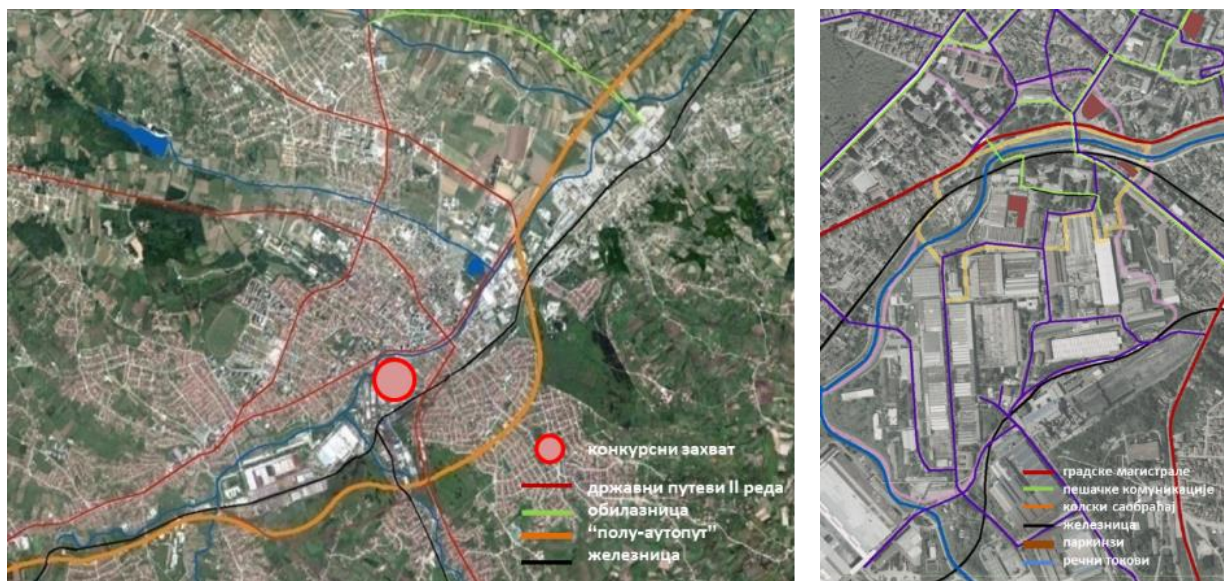 конкурсни захват
државни путеви II реда
обилазница
“полу-аутопут”
железница
градске магистрале
пешачке комуникације
колски саобраћај
железница
паркинзи
речни токови